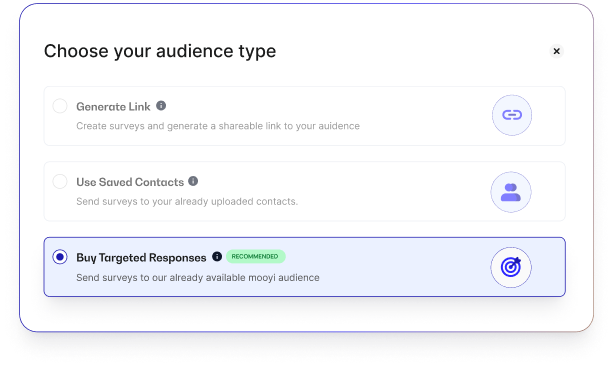 Choose your audience type
Generate Link
Create surveys and generate a shareable link to your auidence
Use Saved Contacts
Send surveys to your already uploaded contacts.
Buy Targeted Responses RECOMMENDED
Send surveys to our already available mooyi audience